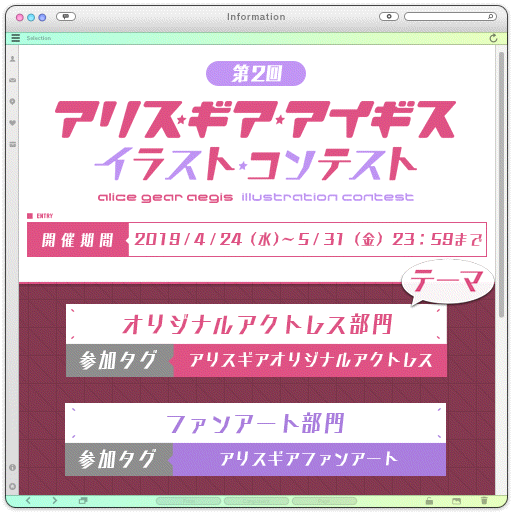 Information
Selection
第2回
アリス★ギア★アイギス
イラスト★コンテスト
alice gear aegis illustration contest
ENTRY
開催期間 2019/4/24（水）～5/31（金）23：59まで
テーマ
オリジナルアクトレス部門
参加タグ アリスギアオリジナルアクトレス
ファンアート部門
参加タグ アリスギアファンアート